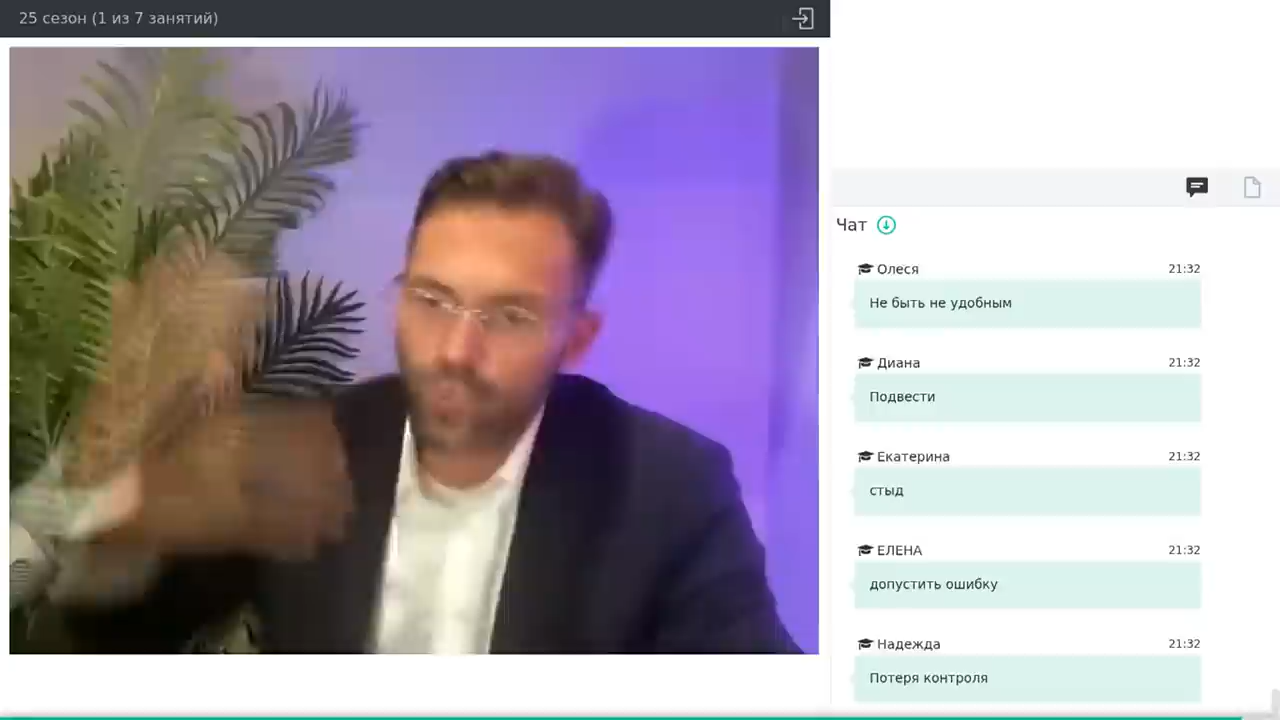 25 сезон (1 из 7 занятий)
Чат
Олеся 21:32
Не быть не удобным
Диана 21:32
Подвести
Екатерина 21:32
стыд
ЕЛЕНА 21:32
допустить ошибку
Надежда 21:32
Потеря контроля